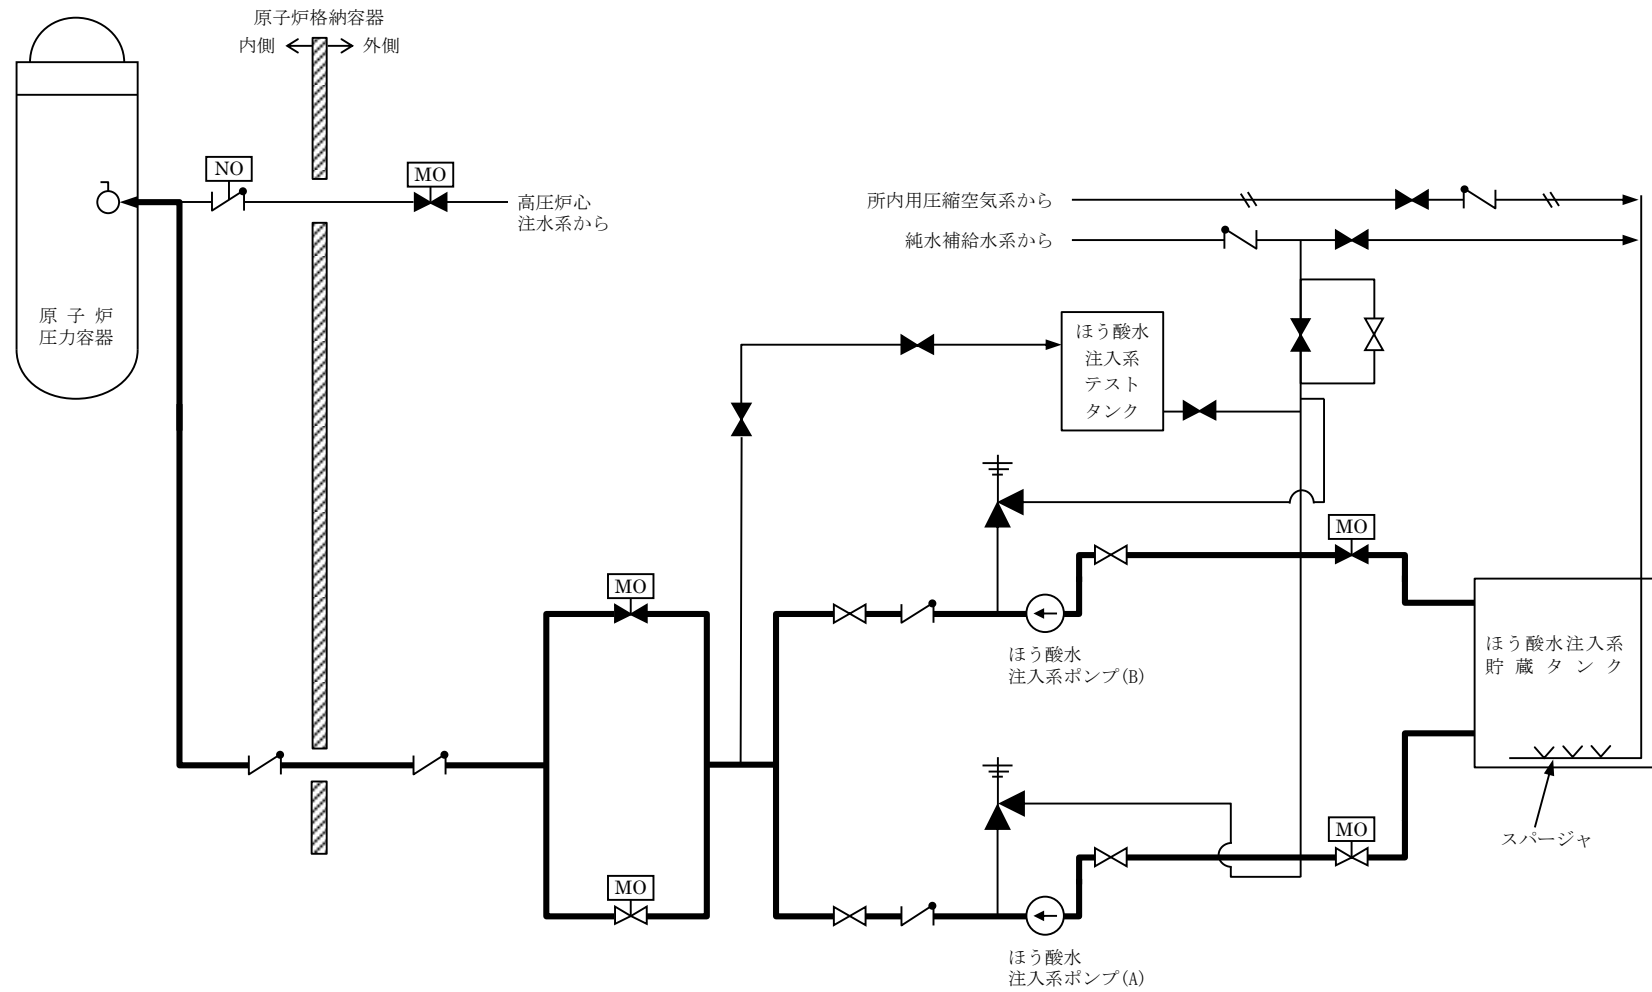 原子炉格納容器
内側
外側
NO
MO
高圧炉心
注水系から
所内用圧縮空気系から
純水補給水系から
原子炉
圧力容器
ほう酸水
注入系
テスト
タンク
MO
MO
ほう酸水
注入系ポンプ(B)
ほう酸水注入系
貯蔵タンク
スパージャ
MO
MO
ほう酸水
注入系ポンプ(A)